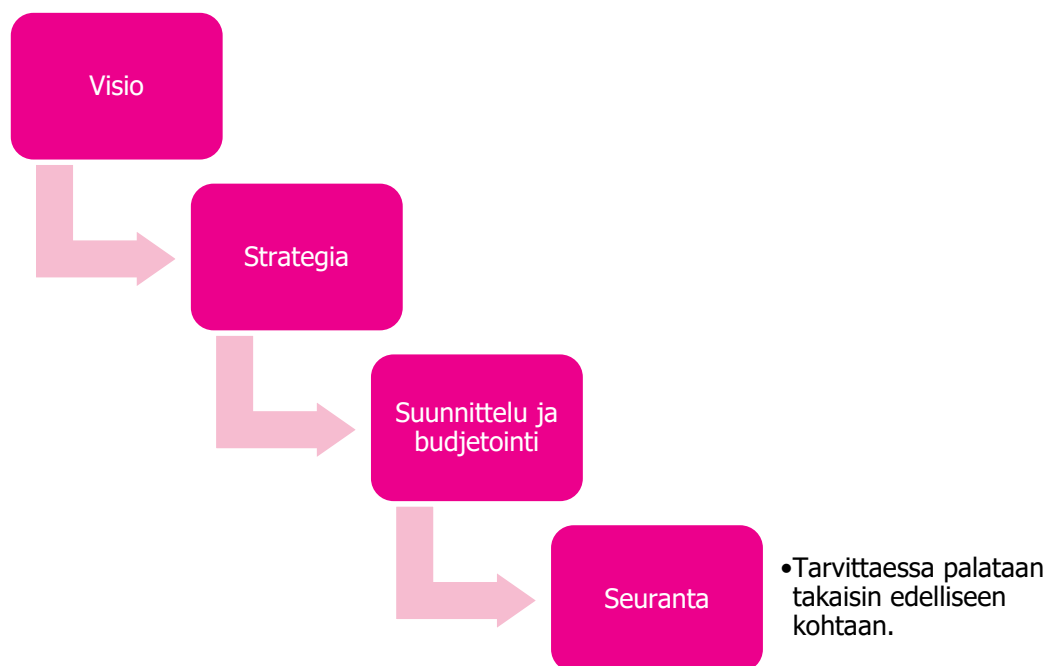 Visio
Strategia
Suunnittelu ja
budjetointi
Seuranta
•Tarvittaessa palataan
takaisin edelliseen
kohtaan.